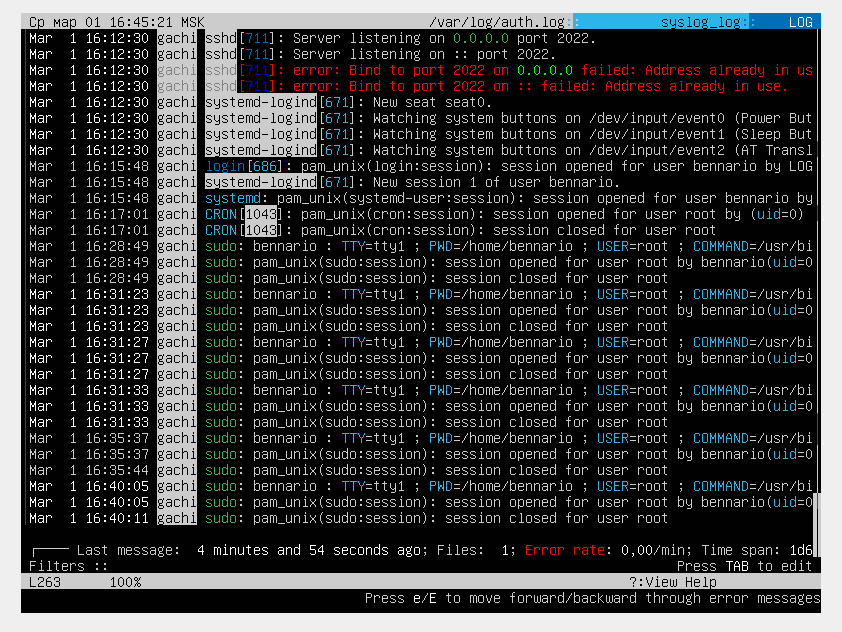 Ср мар 01 16:45:21 MSK /var/log/auth.log:: syslog_log:: LOG
Mar 1 16:12:30 gachi sshd[711]: Server listening on 0.0.0.0 port 2022.
Mar 1 16:12:30 gachi sshd[711]: Server listening on :: port 2022.
Mar 1 16:12:30 gachi sshd[711]: error: Bind to port 2022 on 0.0.0.0 failed: Address already in us
Mar 1 16:12:30 gachi sshd[711]: error: Bind to port 2022 on :: failed: Address already in use.
Mar 1 16:12:30 gachi systemd-logind[671]: New seat seat0.
Mar 1 16:12:30 gachi systemd-logind[671]: Watching system buttons on /dev/input/event0 (Power But
Mar 1 16:12:30 gachi systemd-logind[671]: Watching system buttons on /dev/input/event1 (Sleep But
Mar 1 16:12:30 gachi systemd-logind[671]: Watching system buttons on /dev/input/event2 (AT Transl
Mar 1 16:15:48 gachi login[686]: pam_unix(login:session): session opened for user bennario by LOG
Mar 1 16:15:48 gachi systemd-logind[671]: New session 1 of user bennario.
Mar 1 16:15:48 gachi systemd: pam_unix(systemd-user:session): session opened for user bennario by
Mar 1 16:17:01 gachi CRON[1043]: pam_unix(cron:session): session opened for user root by (uid=0)
Mar 1 16:17:01 gachi CRON[1043]: pam_unix(cron:session): session closed for user root
Mar 1 16:28:49 gachi sudo: bennario : TTY=tty1 ; PWD=/home/bennario ; USER=root ; COMMAND=/usr/bi
Mar 1 16:28:49 gachi sudo: pam_unix(sudo:session): session opened for user root by bennario(uid=0
Mar 1 16:28:49 gachi sudo: pam_unix(sudo:session): session closed for user root
Mar 1 16:31:23 gachi sudo: bennario : TTY=tty1 ; PWD=/home/bennario ; USER=root ; COMMAND=/usr/bi
Mar 1 16:31:23 gachi sudo: pam_unix(sudo:session): session opened for user root by bennario(uid=0
Mar 1 16:31:23 gachi sudo: pam_unix(sudo:session): session closed for user root
Mar 1 16:31:27 gachi sudo: bennario : TTY=tty1 ; PWD=/home/bennario ; USER=root ; COMMAND=/usr/bi
Mar 1 16:31:27 gachi sudo: pam_unix(sudo:session): session opened for user root by bennario(uid=0
Mar 1 16:31:27 gachi sudo: pam_unix(sudo:session): session closed for user root
Mar 1 16:31:33 gachi sudo: bennario : TTY=tty1 ; PWD=/home/bennario ; USER=root ; COMMAND=/usr/bi
Mar 1 16:31:33 gachi sudo: pam_unix(sudo:session): session opened for user root by bennario(uid=0
Mar 1 16:31:33 gachi sudo: pam_unix(sudo:session): session closed for user root
Mar 1 16:35:37 gachi sudo: bennario : TTY=tty1 ; PWD=/home/bennario ; USER=root ; COMMAND=/usr/bi
Mar 1 16:35:37 gachi sudo: pam_unix(sudo:session): session opened for user root by bennario(uid=0
Mar 1 16:35:44 gachi sudo: pam_unix(sudo:session): session closed for user root
Mar 1 16:40:05 gachi sudo: bennario : TTY=tty1 ; PWD=/home/bennario ; USER=root ; COMMAND=/usr/bi
Mar 1 16:40:05 gachi sudo: pam_unix(sudo:session): session opened for user root by bennario(uid=0
Mar 1 16:40:11 gachi sudo: pam_unix(sudo:session): session closed for user root
Last message: 4 minutes and 54 seconds ago; Files: 1; Error rate: 0,00/min; Time span: 1d6
Filters :: Press TAB to edit
L263 100% ?:View Help
Press e/E to move forward/backward through error messages